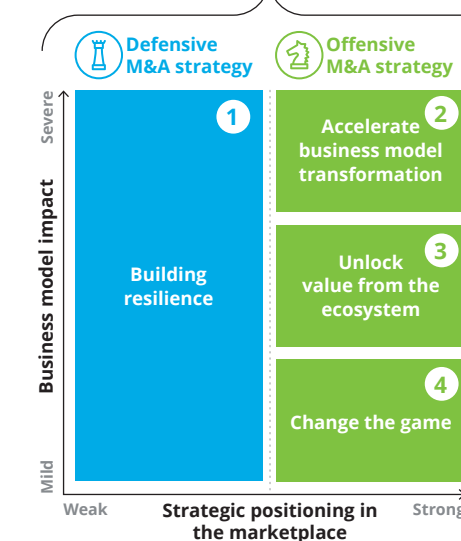 Defensive
M&A strategy
Offensive
M&A strategy
Severe
Business model impact
Mild
1
Building
resilience
2
Accelerate
business model
transformation
3
Unlock
value from the
ecosystem
4
Change the game
Weak
Strategic positioning in
the marketplace
Strong